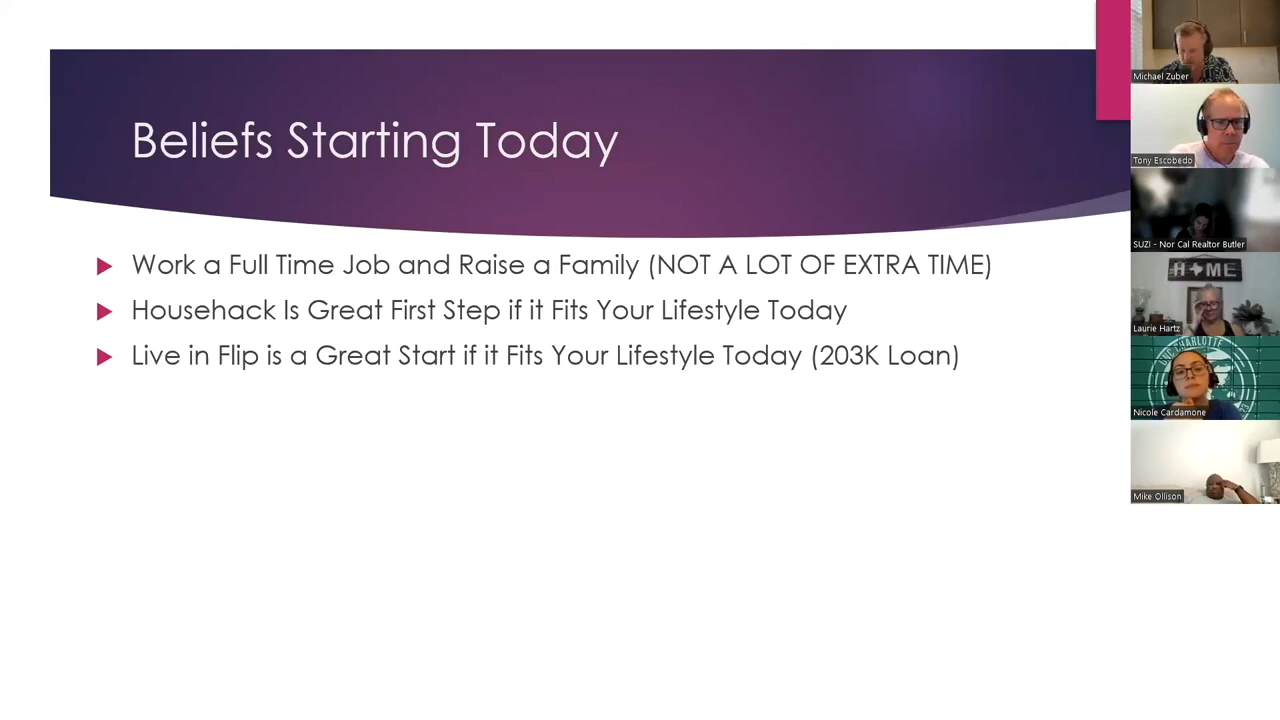 Beliefs Starting Today
Work a Full Time Job and Raise a Family (NOT A LOT OF EXTRA TIME)
Househack Is Great First Step if it Fits Your Lifestyle Today
Live in Flip is a Great Start if it Fits Your Lifestyle Today (203K Loan)
Michael Zuber
Tony Escobedo
SUZI - Nor Cal Realtor Butler
H ME
Laurie Hartz
CHARLOTTE
Nicole Cardamone
Mike Ollison